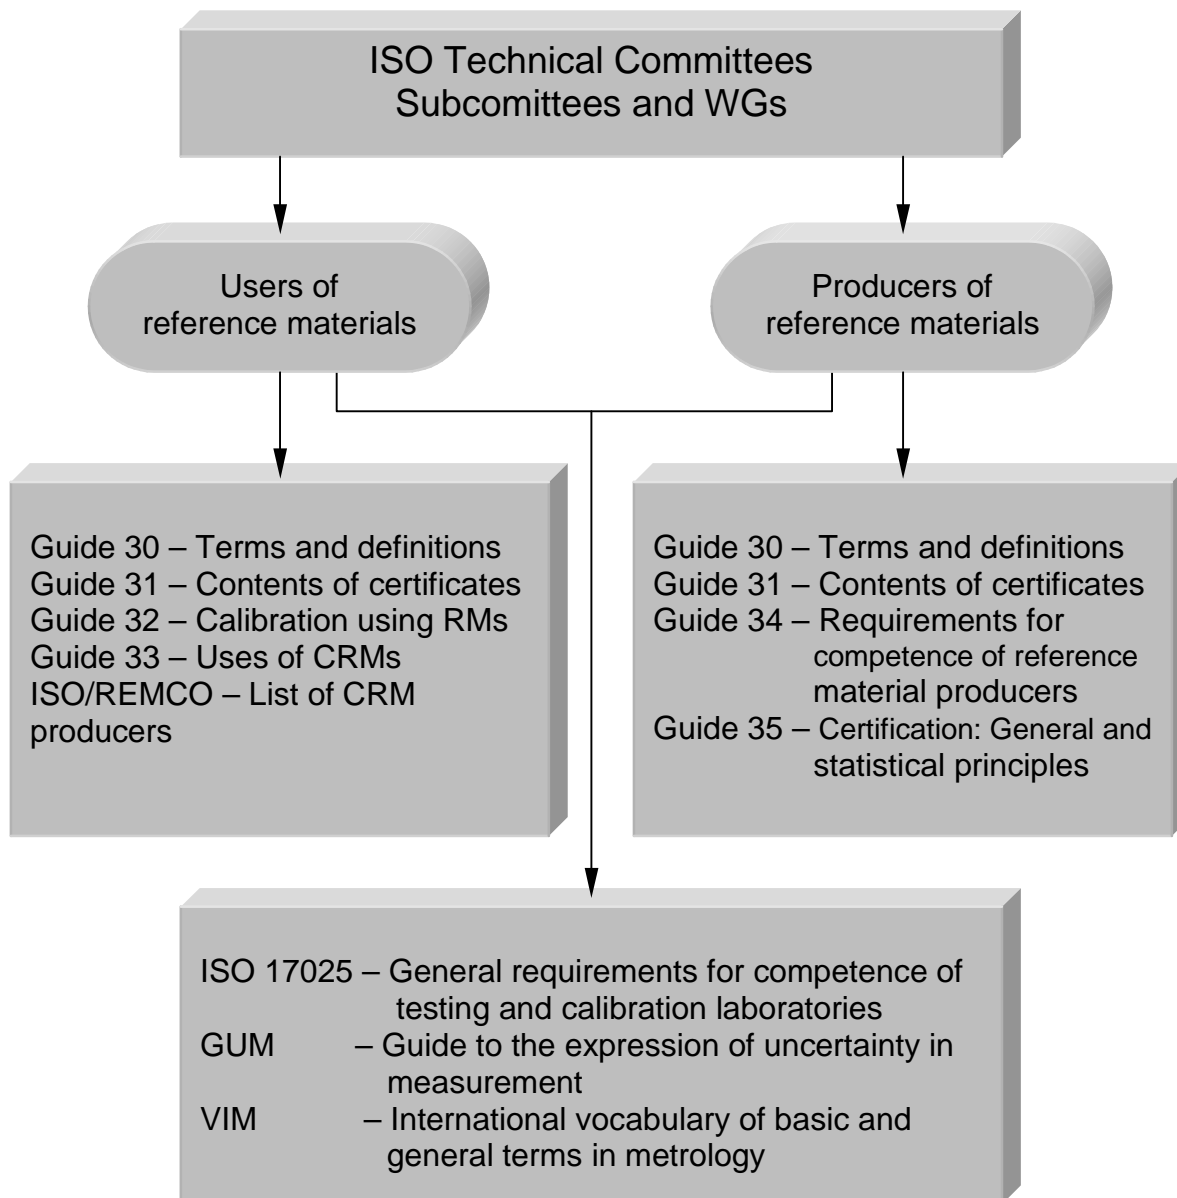 ISO Technical Committees
Subcomittees and WGs
Users of
reference materials
Producers of
reference materials
Guide 30 – Terms and definitions
Guide 31 – Contents of certificates
Guide 32 – Calibration using RMs
Guide 33 – Uses of CRMs
ISO/REMCO – List of CRM
producers
Guide 30 – Terms and definitions
Guide 31 – Contents of certificates
Guide 34 – Requirements for
competence of reference
material producers
Guide 35 – Certification: General and
statistical principles
ISO 17025 – General requirements for competence of
testing and calibration laboratories
GUM – Guide to the expression of uncertainty in
measurement
VIM – International vocabulary of basic and
general terms in metrology